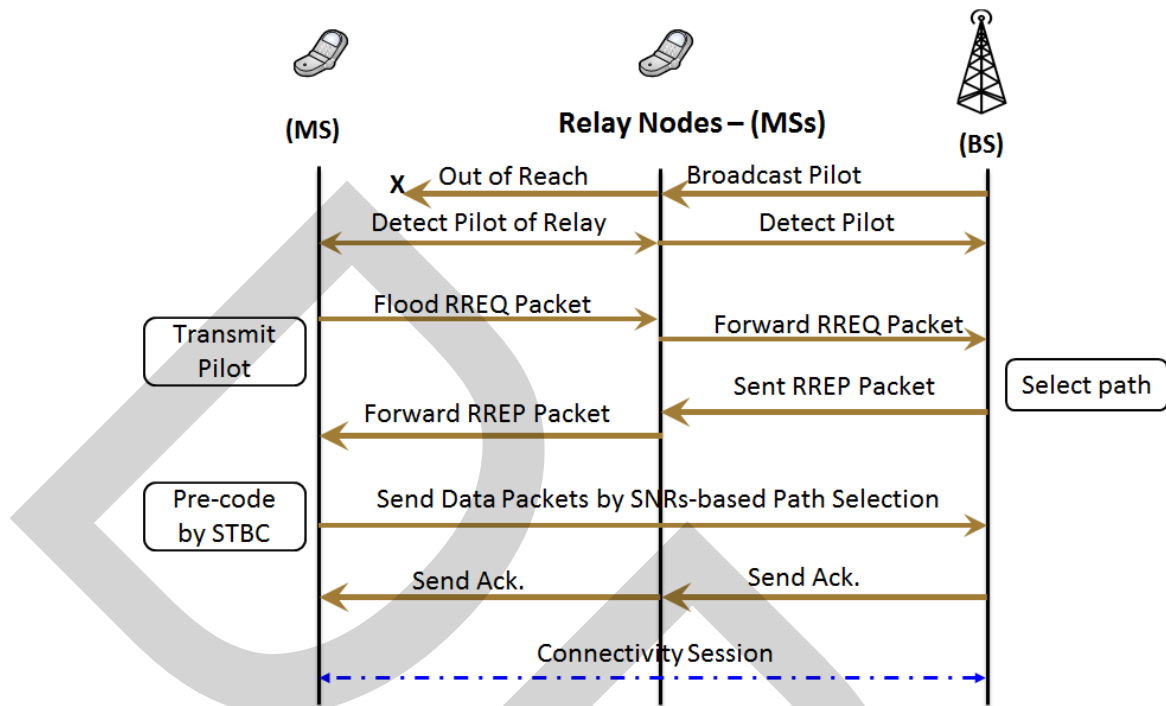 (MS)
Relay Nodes – (MSs)
(BS)
X
Out of Reach
Broadcast Pilot
Detect Pilot of Relay
Detect Pilot
Flood RREQ Packet
Transmit
Pilot
Forward RREQ Packet
Sent RREP Packet
Select path
Forward RREP Packet
Pre-code
by STBC
Send Data Packets by SNRs-based Path Selection
Send Ack.
Send Ack.
Connectivity Session